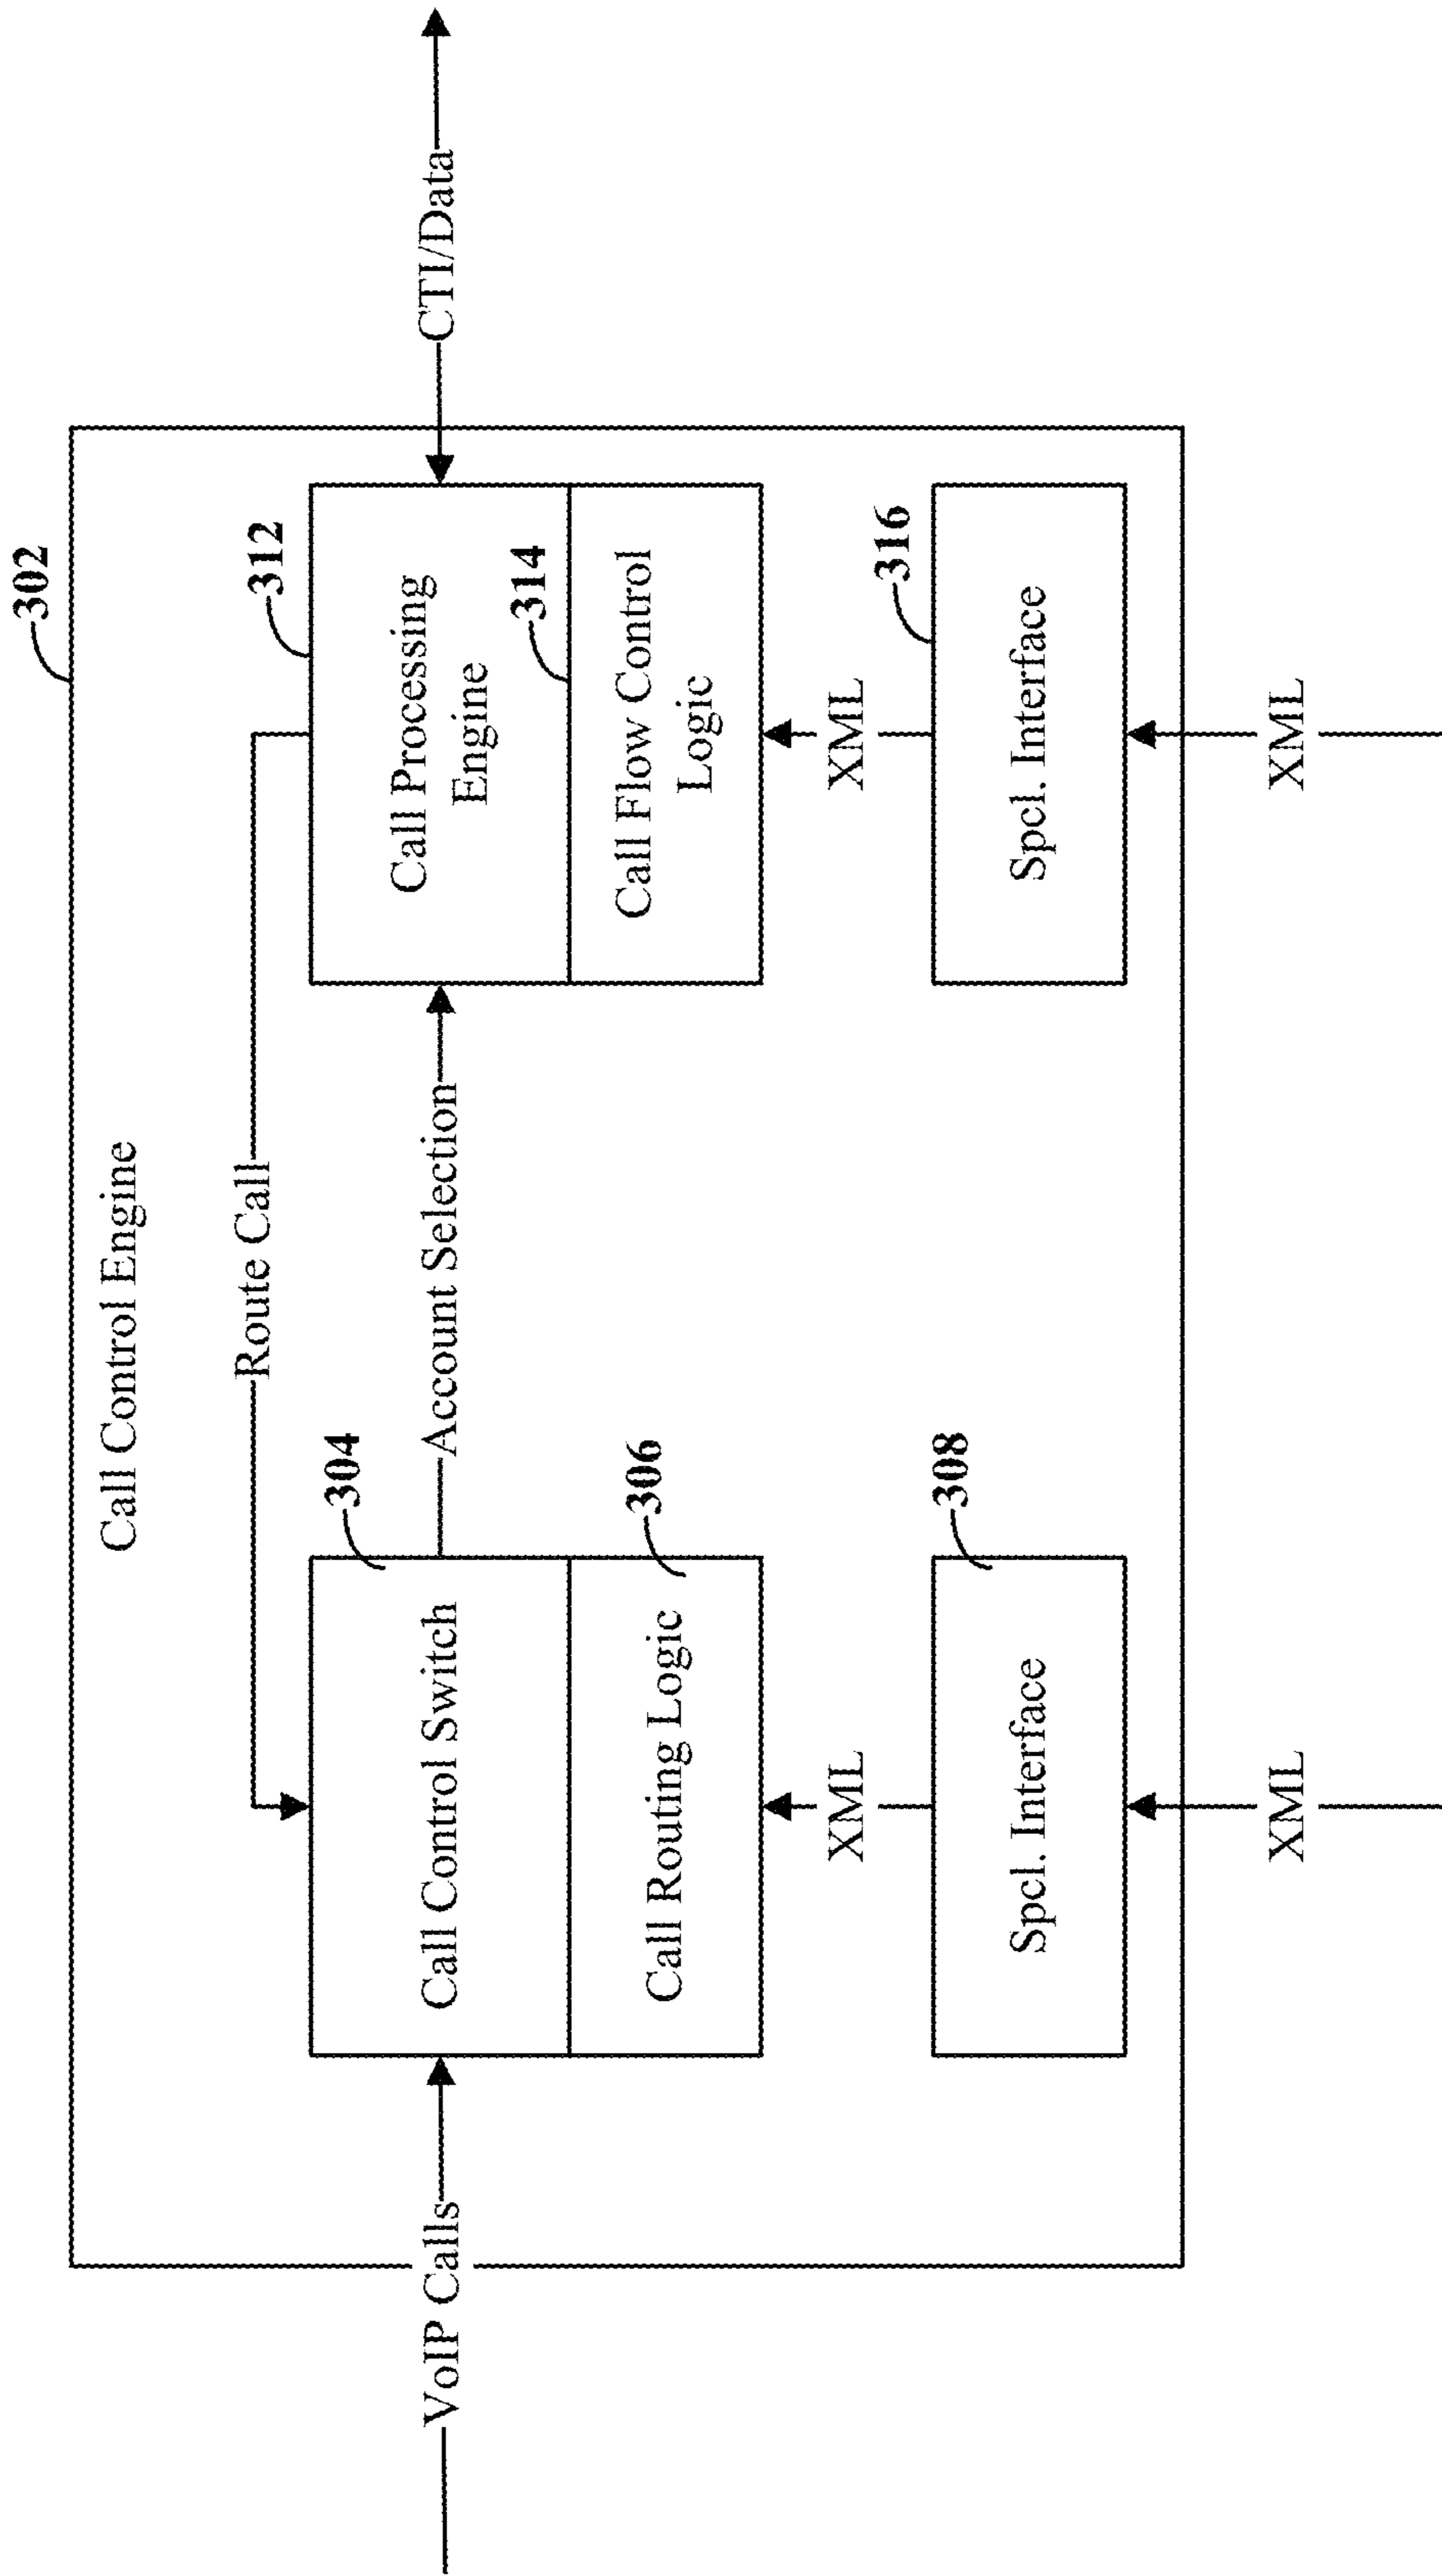 302
Call Control Engine
Route Call
304
312
VoIP Calls
Call Control Switch
Account Selection
Call Processing
Engine
CTI/Data
306
314
Call Routing Logic
Call Flow Control
Logic
XML
XML
308
316
Spcl. Interface
Spcl. Interface
XML
XML